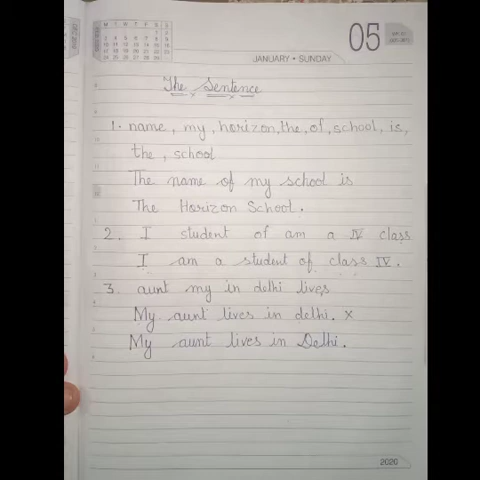 05
JANUARY • SUNDAY
The Sentence
1. name, my, horizon, the, of, school, is,
the, school
The name of my school is
The Horizon School.
2. I student of am a IV class
I am a student of class IV.
3. aunt my in delhi lives
My aunt lives in delhi. x
My aunt lives in Delhi.
2020